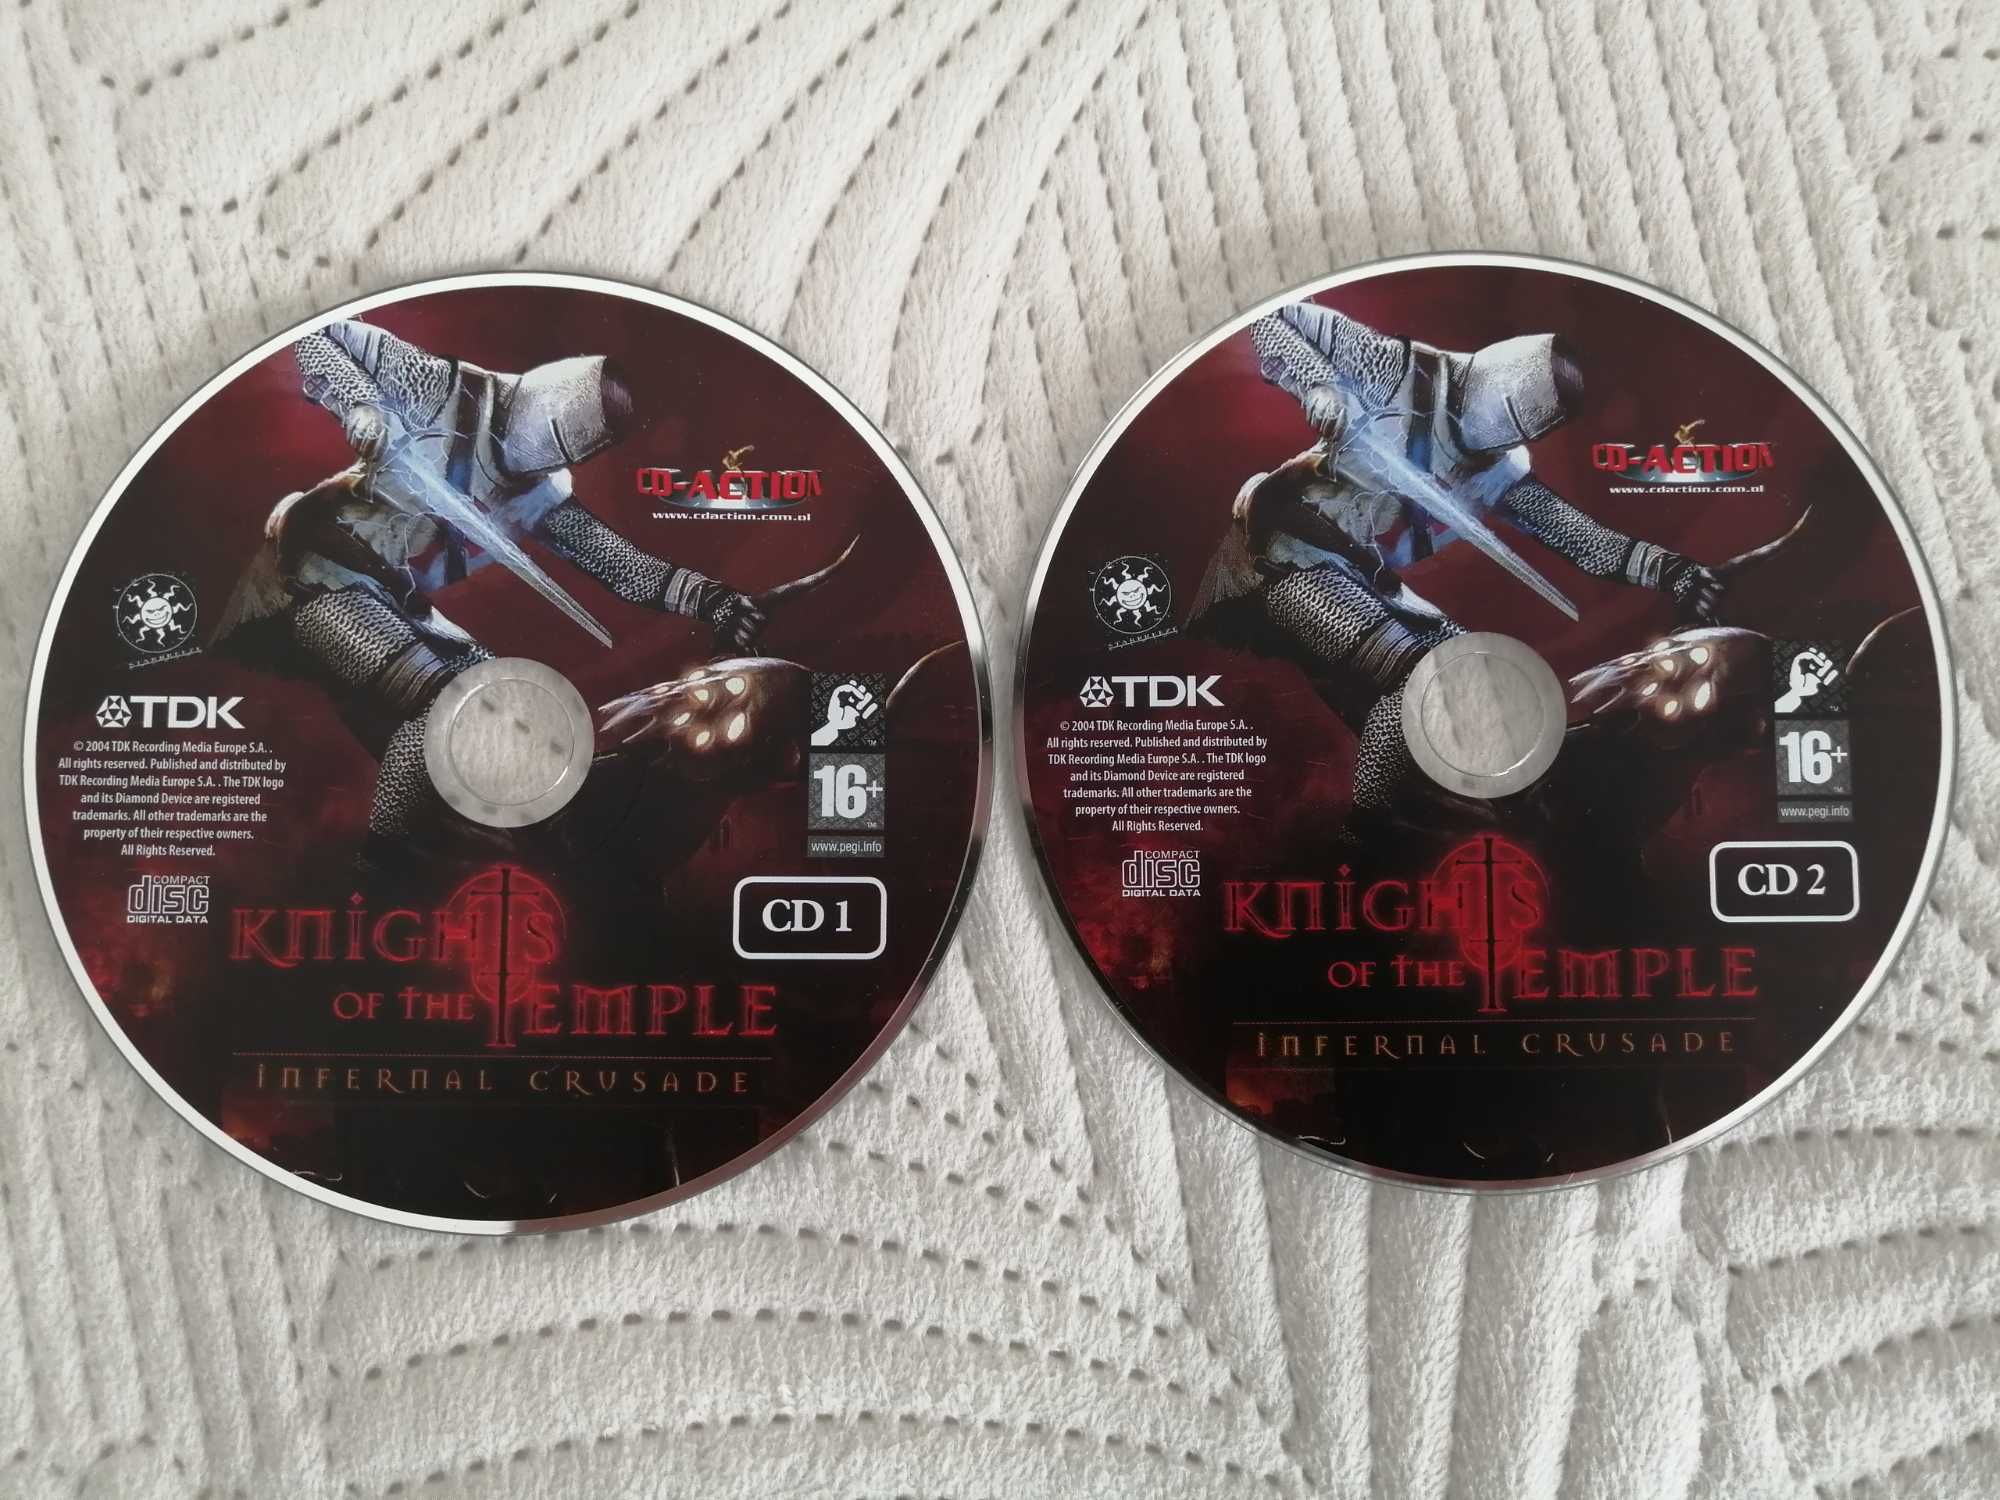 CD-ACTION
www.cdaction.com.pl
STARBREEZE
TDK
© 2004 TDK Recording Media Europe S.A. .
All rights reserved. Published and distributed by
TDK Recording Media Europe S.A. . The TDK logo
and its Diamond Device are registered
trademarks. All other trademarks are the
property of their respective owners.
All Rights Reserved.
TM
16+
TM
www.pegi.info
COMPACT
disc
DIGITAL DATA
CD 1
KNIGHTS
OF THE TEMPLE
INFERNAL CRUSADE
CD-ACTION
www.cdaction.com.pl
STARBREEZE
TDK
© 2004 TDK Recording Media Europe S.A. .
All rights reserved. Published and distributed by
TDK Recording Media Europe S.A. . The TDK logo
and its Diamond Device are registered
trademarks. All other trademarks are the
property of their respective owners.
All Rights Reserved.
TM
16+
TM
www.pegi.info
COMPACT
disc
DIGITAL DATA
CD 2
KNIGHTS
OF THE TEMPLE
INFERNAL CRUSADE